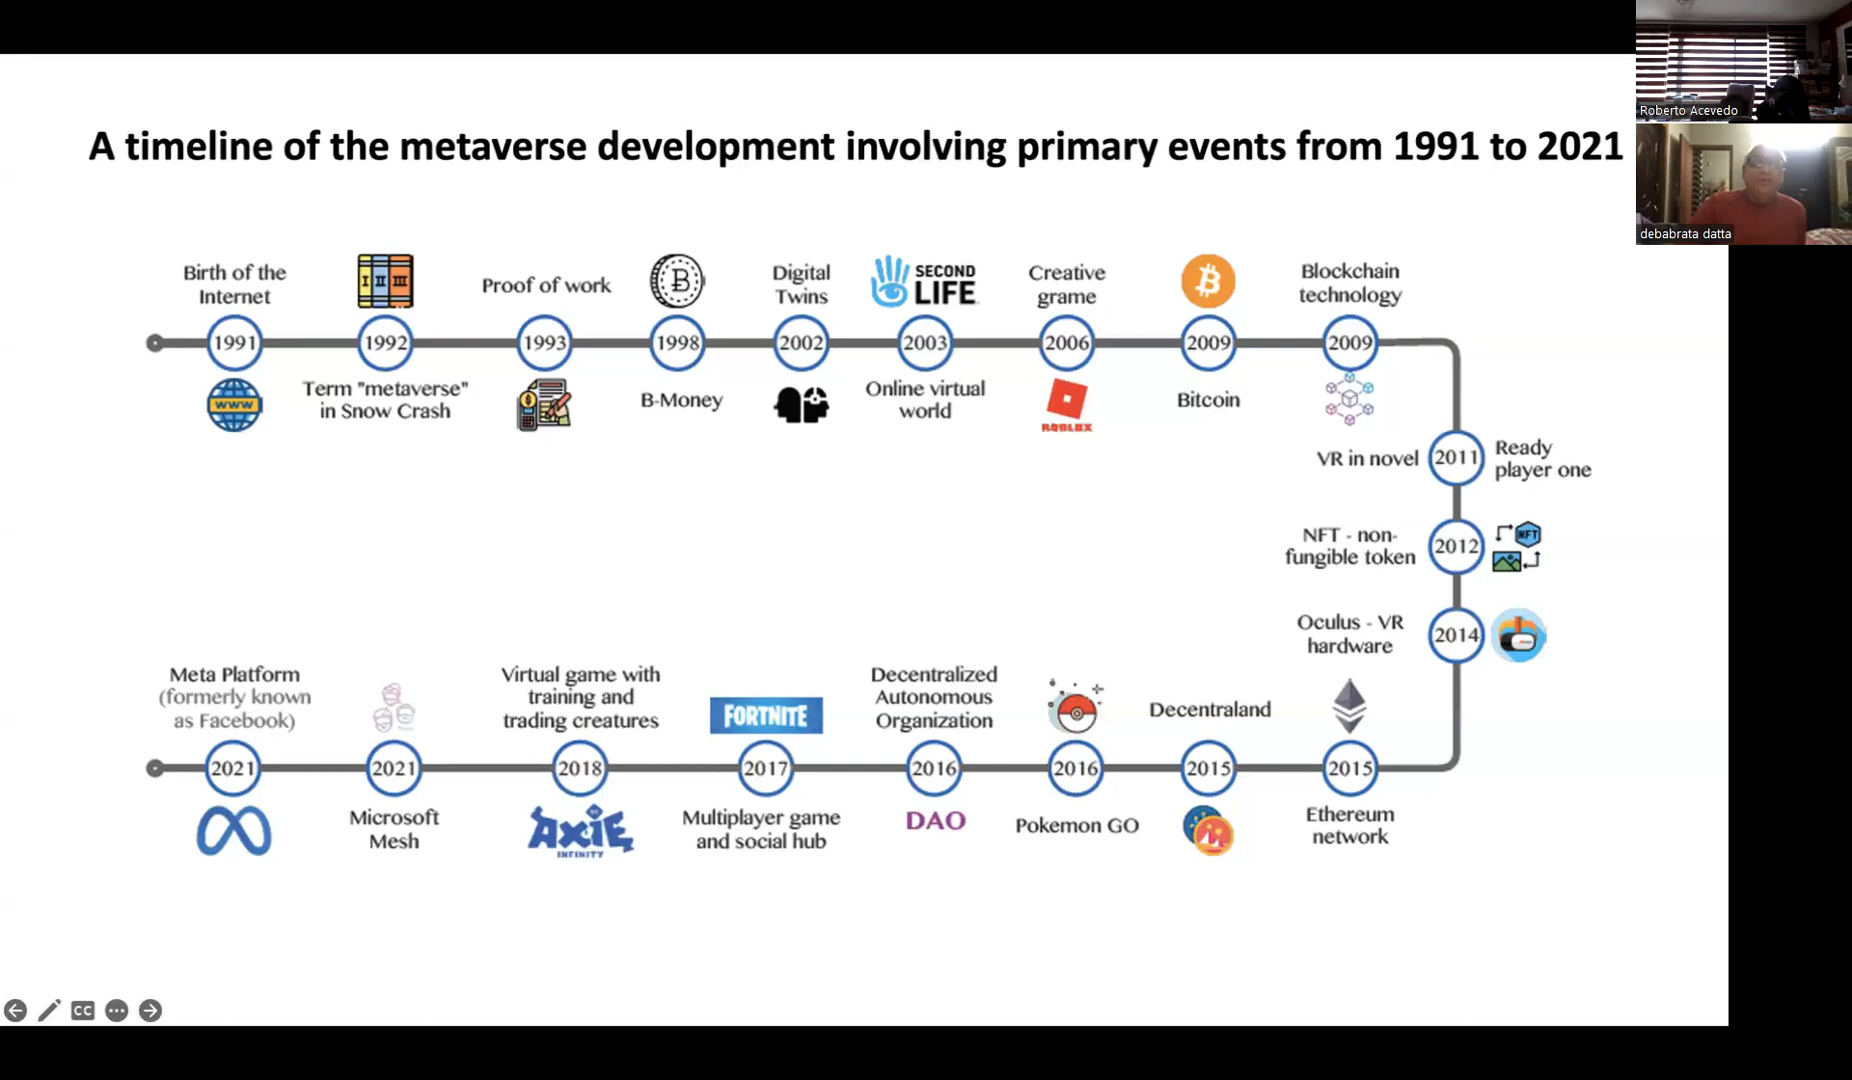 A timeline of the metaverse development involving primary events from 1991 to 2021
Roberto Acevedo
debabrata datta
Birth of the
Internet
1991
WWW
I II III
1992
Term "metaverse"
in Snow Crash
Proof of work
1993
B
1998
B-Money
Digital
Twins
2002
SECOND
LIFE
2003
Online virtual
world
Creative
grame
2006
ROBLOX
B
2009
Bitcoin
Blockchain
technology
2009
VR in novel
2011
Ready
player one
NFT - non-
fungible token
2012
NFT
Oculus - VR
hardware
2014
2015
Ethereum
network
Decentraland
2015
2016
Pokemon GO
Decentralized
Autonomous
Organization
2016
DAO
FORTNITE
2017
Multiplayer game
and social hub
Virtual game with
training and
trading creatures
2018
AXIE
INFINITY
2021
Microsoft
Mesh
Meta Platform
(formerly known
as Facebook)
2021
CC